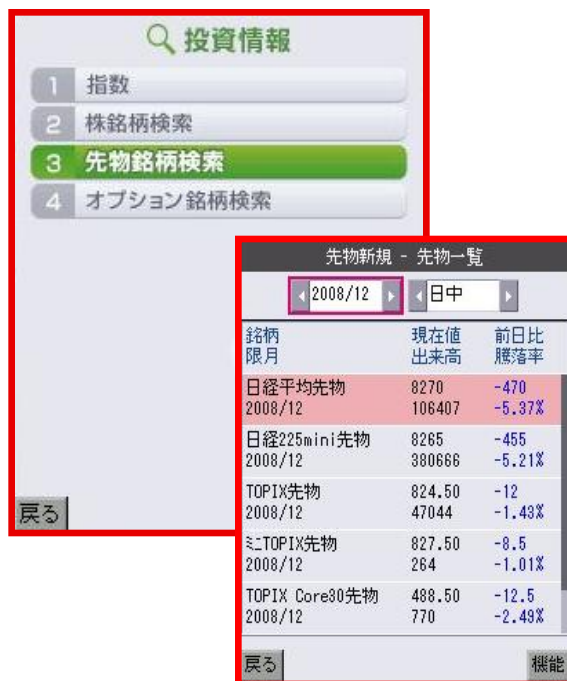 投資情報
1 指数
2 株銘柄検索
3 先物銘柄検索
4 オプション銘柄検索
戻る
先物新規 - 先物一覧
2008/12 日中
銘柄 現在値 前日比
限月 出来高 騰落率
日経平均先物 8270 -470
2008/12 106407 -5.37%
日経225mini先物 8265 -455
2008/12 380666 -5.21%
TOPIX先物 824.50 -12
2008/12 47044 -1.43%
ミニTOPIX先物 827.50 -8.5
2008/12 264 -1.01%
TOPIX Core30先物 488.50 -12.5
2008/12 770 -2.49%
戻る 機能